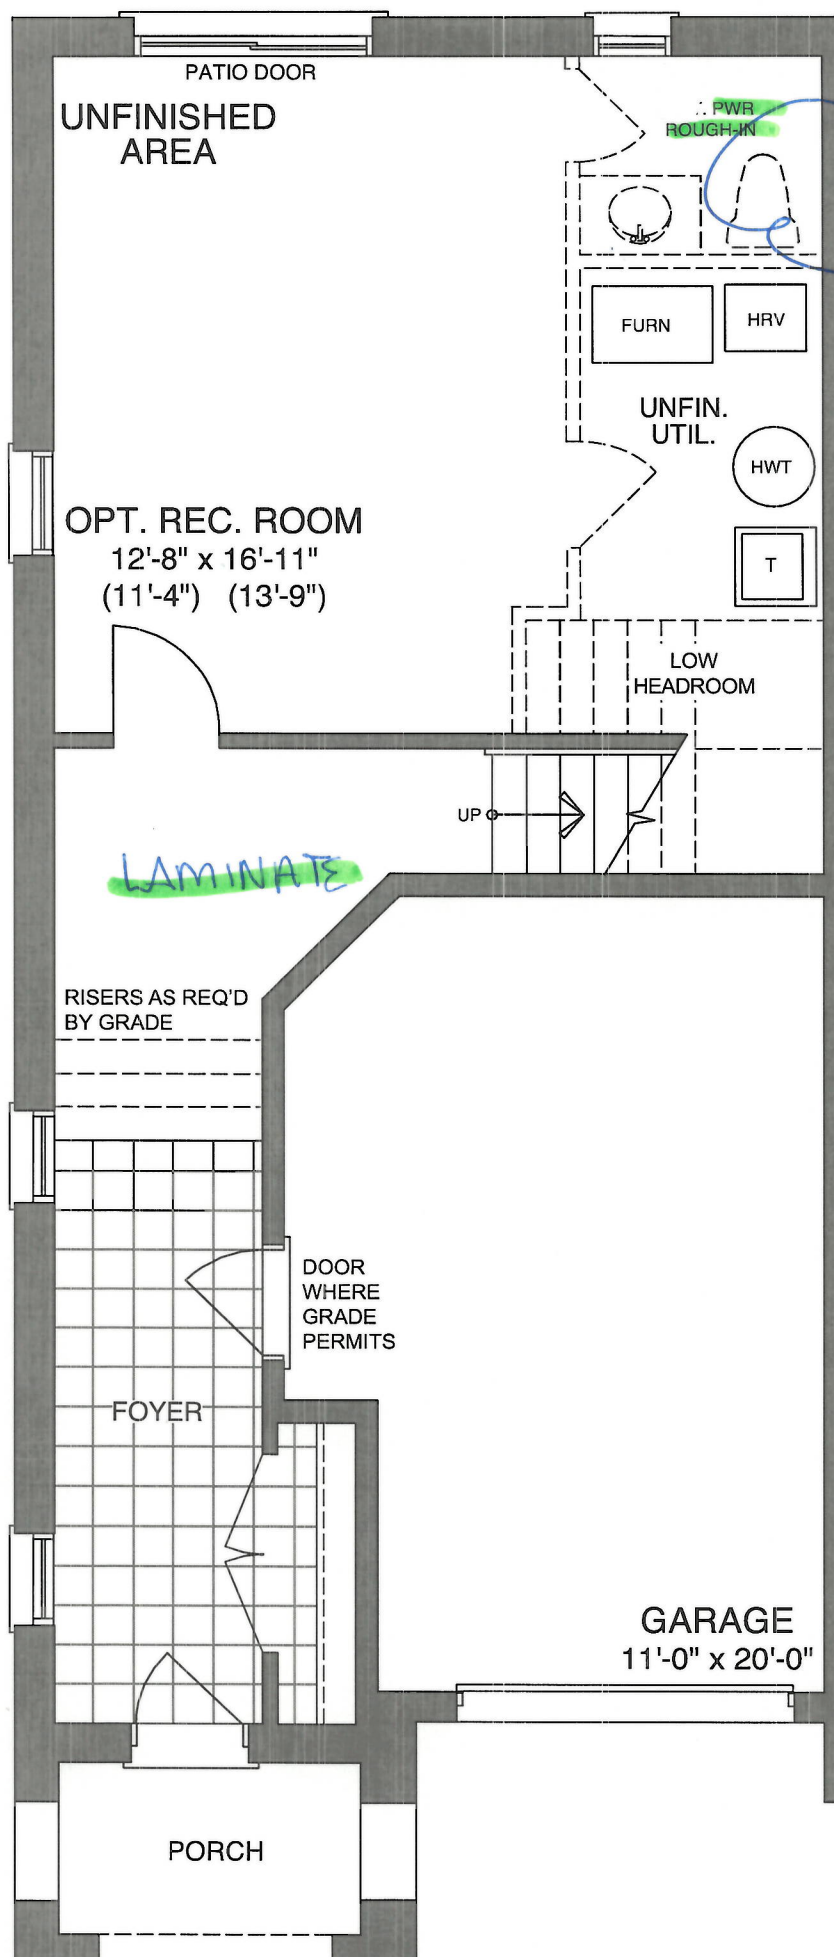 PATIO DOOR
UNFINISHED
AREA
PWR
ROUGH-IN
FURN
HRV
UNFIN.
UTIL.
HWT
OPT. REC. ROOM
12'-8" x 16'-11"
(11'-4") (13'-9")
T
LOW
HEADROOM
UP
LAMINATE
RISERS AS REQ'D
BY GRADE
DOOR
WHERE
GRADE
PERMITS
FOYER
GARAGE
11'-0" x 20'-0"
PORCH